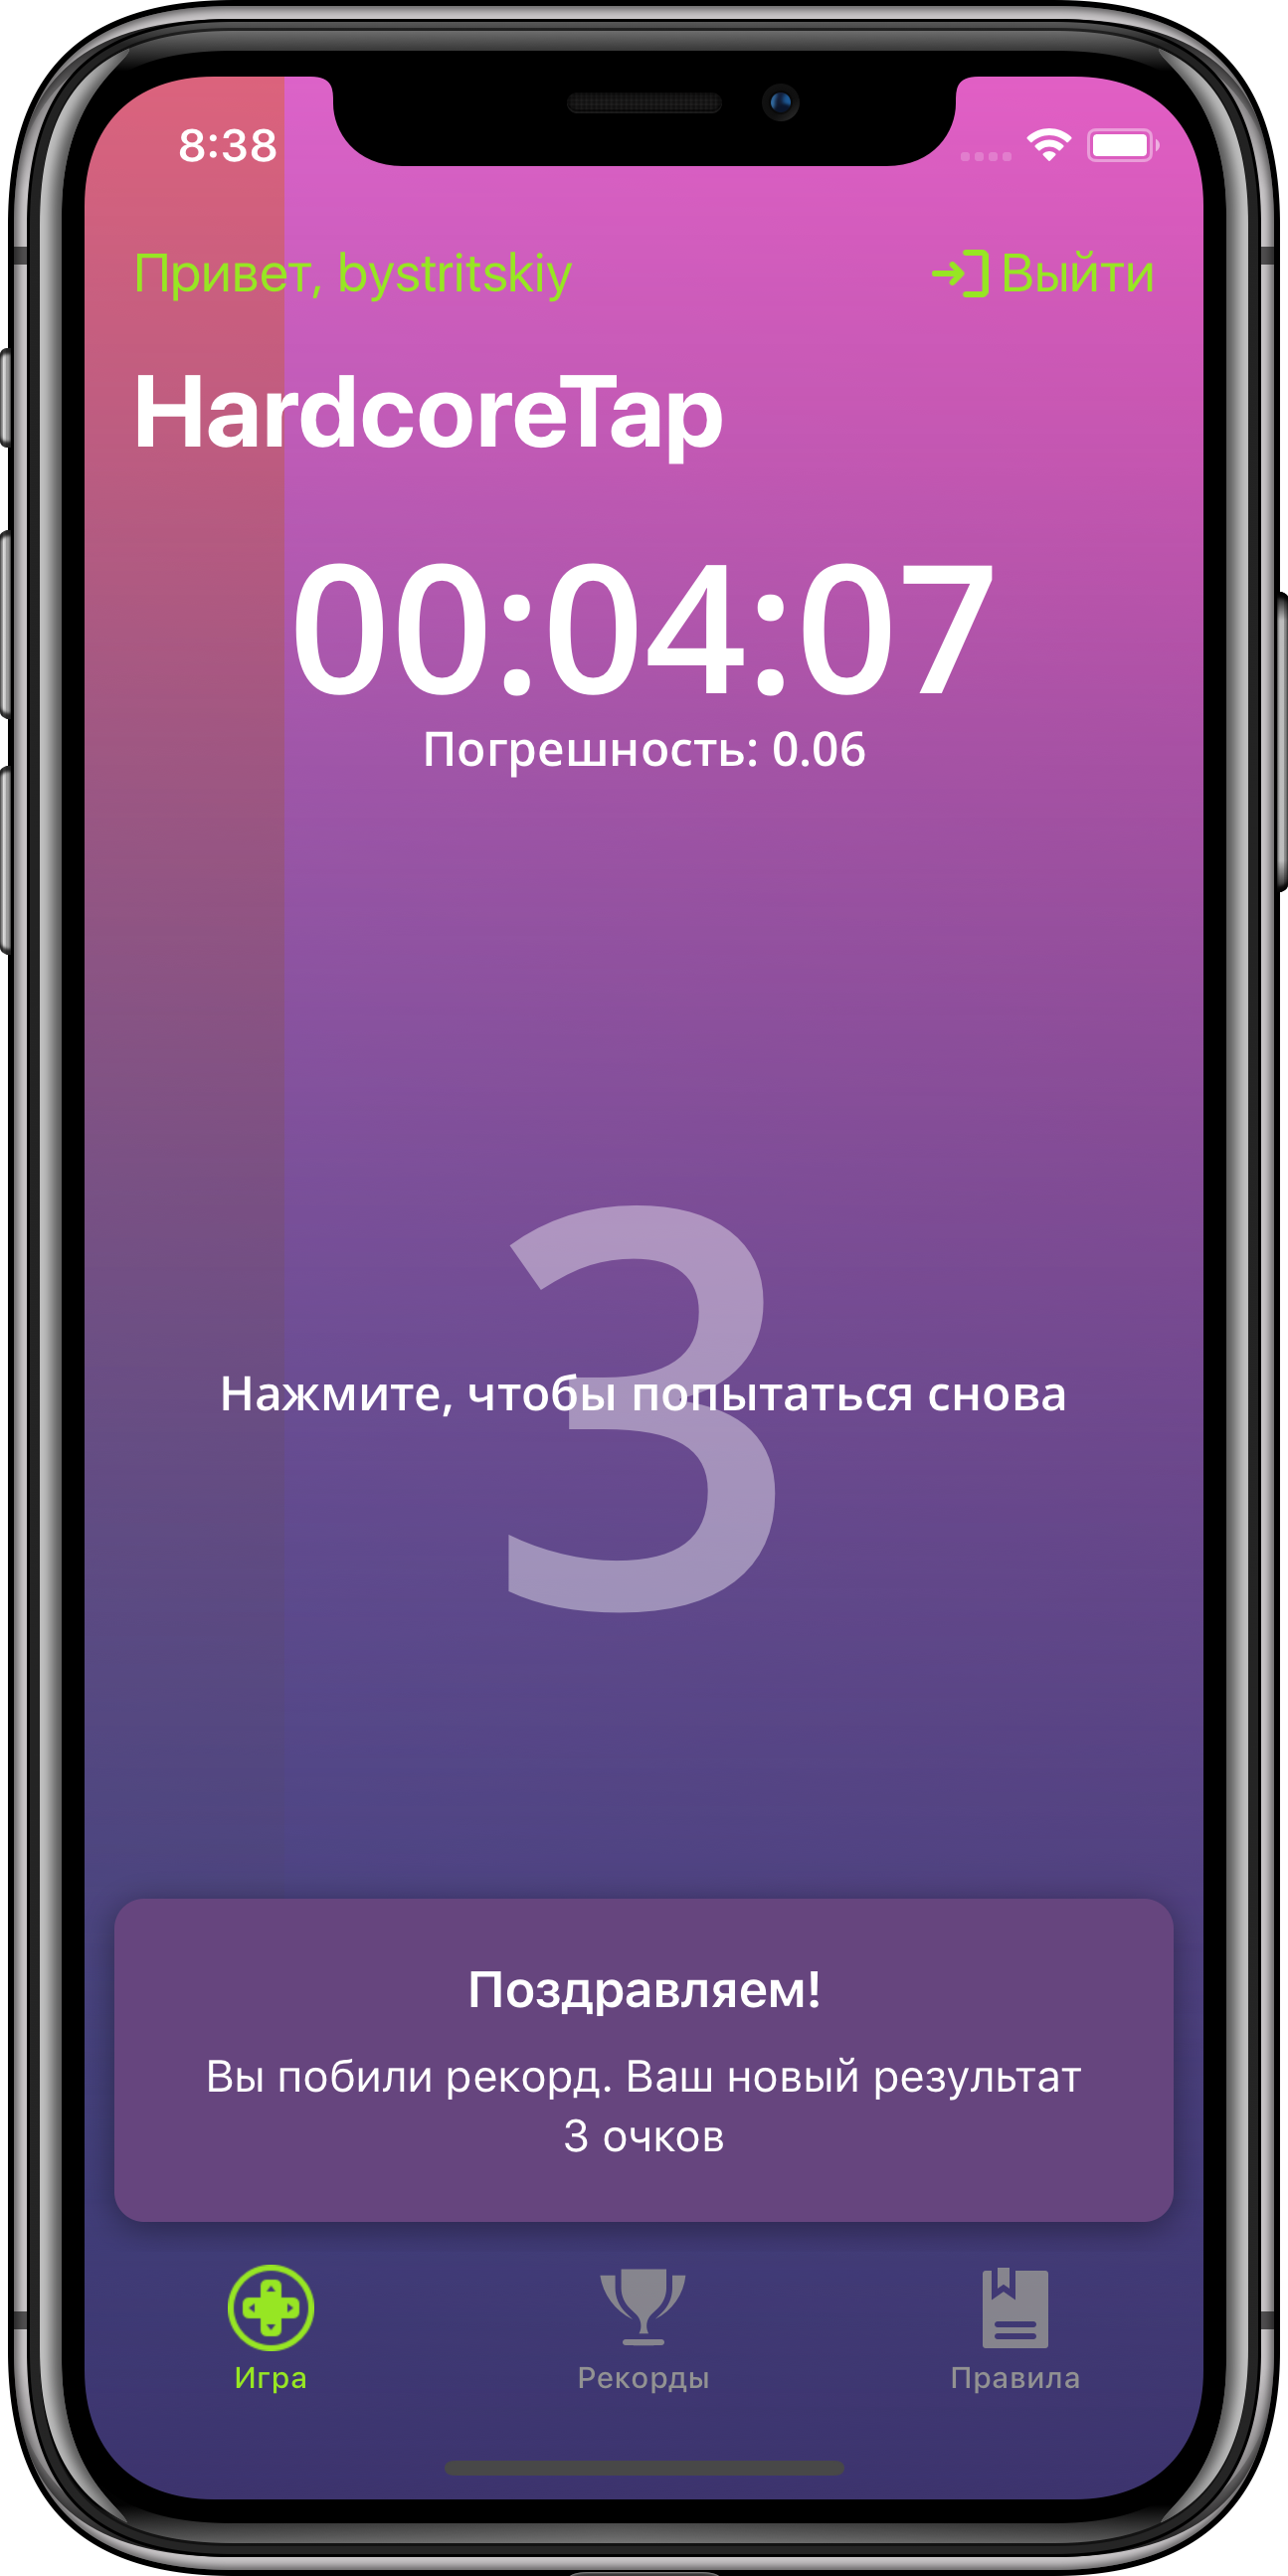 8:38
Привет, bystritskiy
Выйти
HardcoreTap
00:04:07
Погрешность: 0.06
3
Нажмите, чтобы попытаться снова
Поздравляем!
Вы побили рекорд. Ваш новый результат
3 очков
Игра
Рекорды
Правила